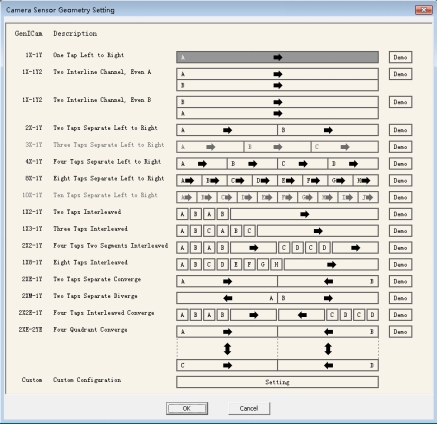 Camera Sensor Geometry Setting
GenICam Description
1X-1Y One Tap Left to Right A Demo
1X-1Y2 Two Interline Channel, Even A A Demo
B
1X-1Y2 Two Interline Channel, Even B B Demo
A
2X-1Y Two Taps Separate Left to Right A B Demo
3X-1Y Three Taps Separate Left to Right A B C Demo
4X-1Y Four Taps Separate Left to Right A B C D Demo
8X-1Y Eight Taps Separate Left to Right A B C D E F G H Demo
10X-1Y Ten Taps Separate Left to Right A B C D E F G H I J Demo
1X2-1Y Two Taps Interleaved A B A B Demo
1X3-1Y Three Taps Interleaved A B C A B C Demo
2X2-1Y Four Taps Two Segments Interleaved A B A B C D C D Demo
1X8-1Y Eight Taps Interleaved A B C D E F G H Demo
2XE-1Y Two Taps Separate Converge A B Demo
2XM-1Y Two Taps Separate Diverge A B Demo
2X2E-1Y Four Taps Interleaved Converge A B A B C D C D Demo
2XE-2YE Four Quadrant Converge A B Demo
C D
Custom Custom Configuration Setting
OK Cancel